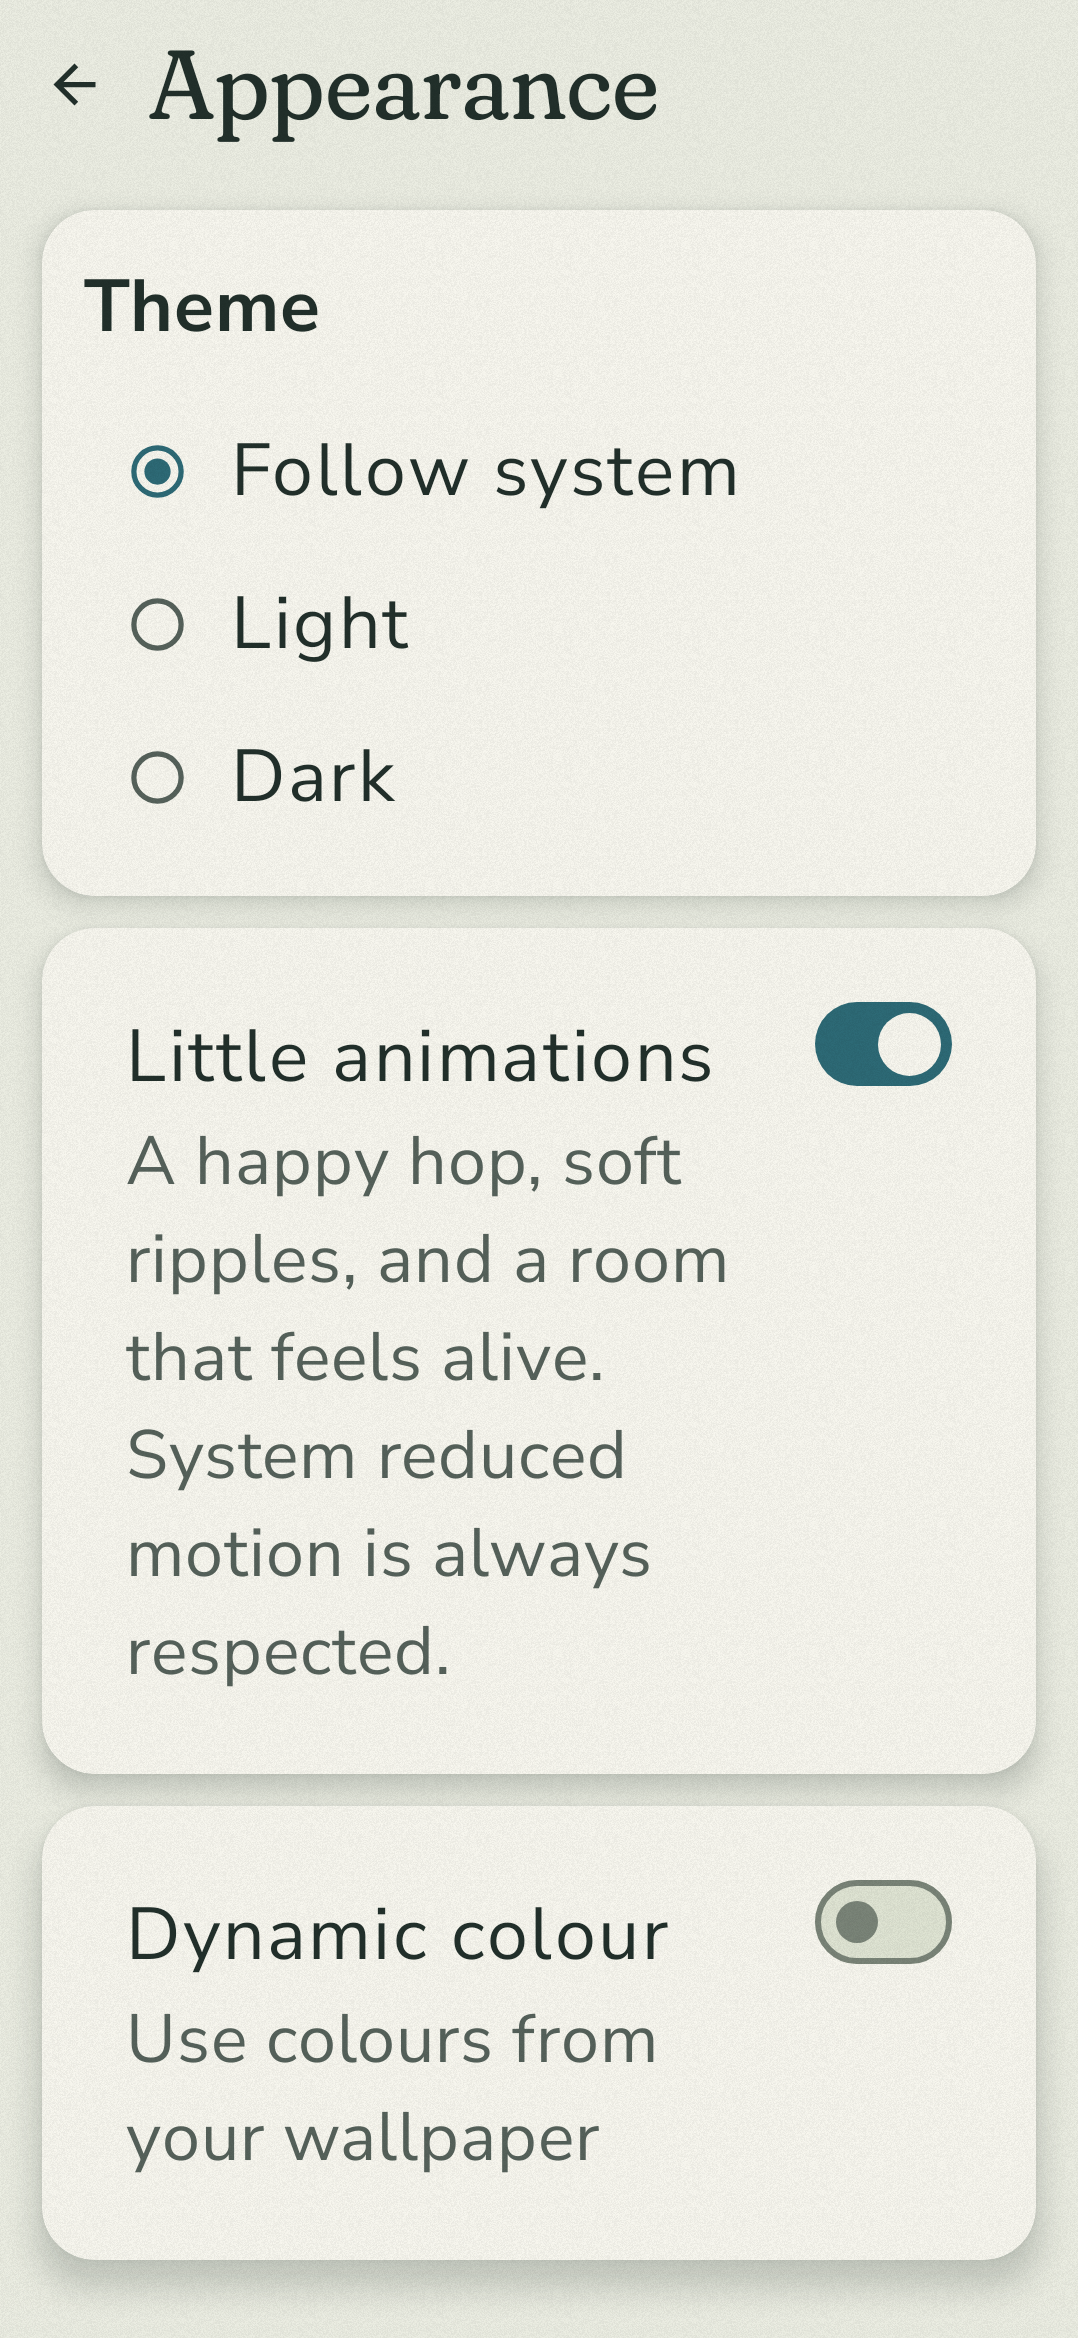 Appearance
Theme
Follow system
Light
Dark
Little animations
A happy hop, soft
ripples, and a room
that feels alive.
System reduced
motion is always
respected.
Dynamic colour
Use colours from
your wallpaper